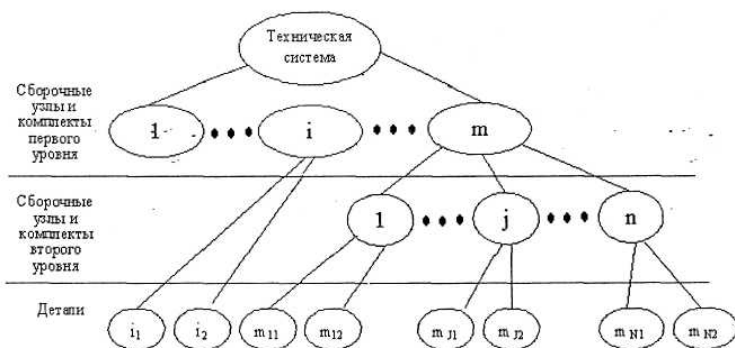 Техническая
система
Сборочные
узлы и
комплекты
первого
уровня
1 ••• i ••• m
Сборочные
узлы и
комплекты
второго
уровня
1 ••• j ••• n
Детали
i1 i2 m11 m12 mJ1 mJ2 mN1 mN2